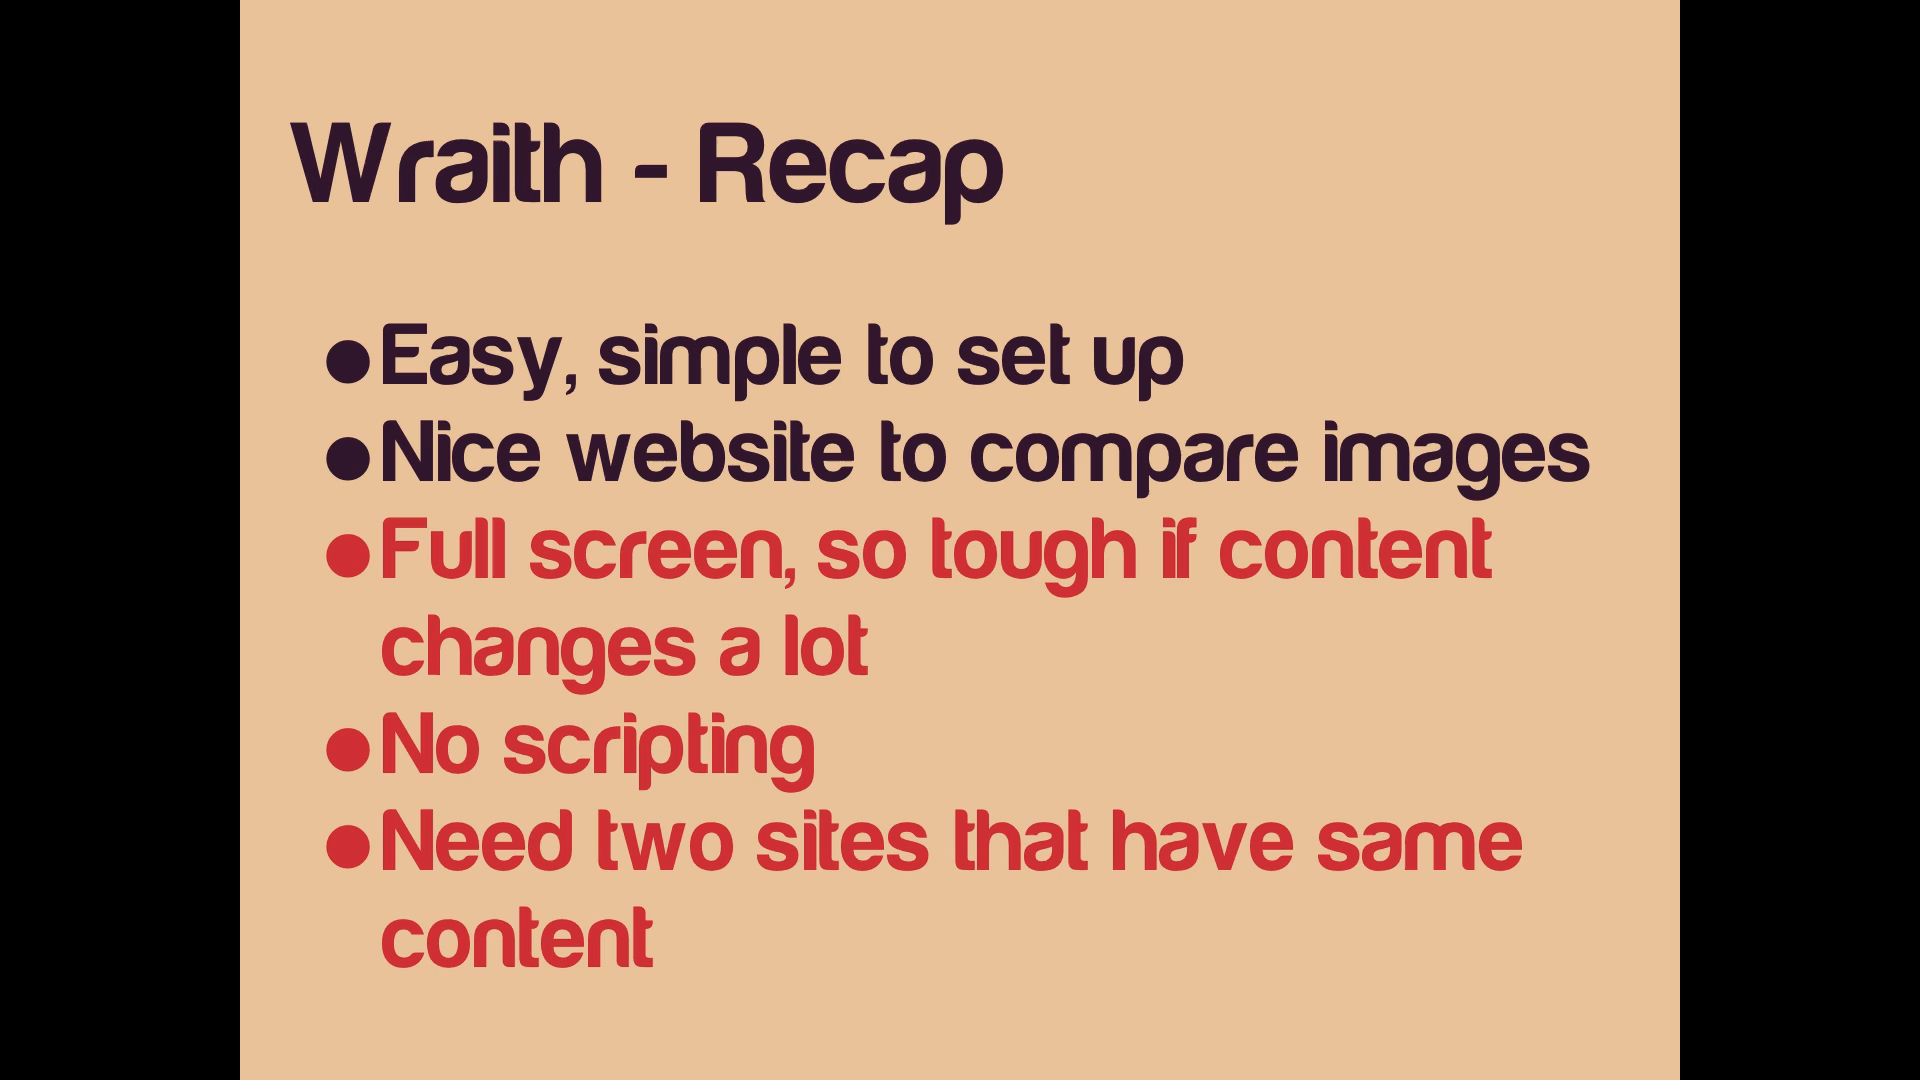 Wraith - Recap
●Easy, simple to set up
●Nice website to compare images
●Full screen, so tough if content
changes a lot
●No scripting
●Need two sites that have same
content